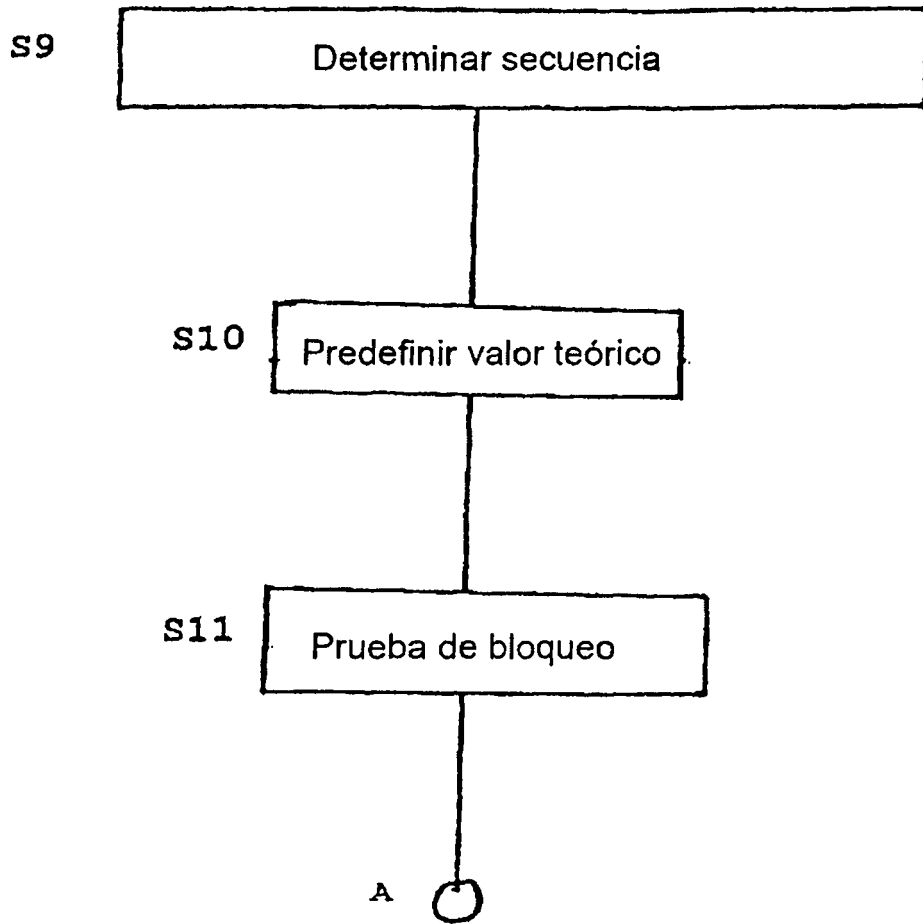 S9 Determinar secuencia
S10 Predefinir valor teórico
S11 Prueba de bloqueo
A